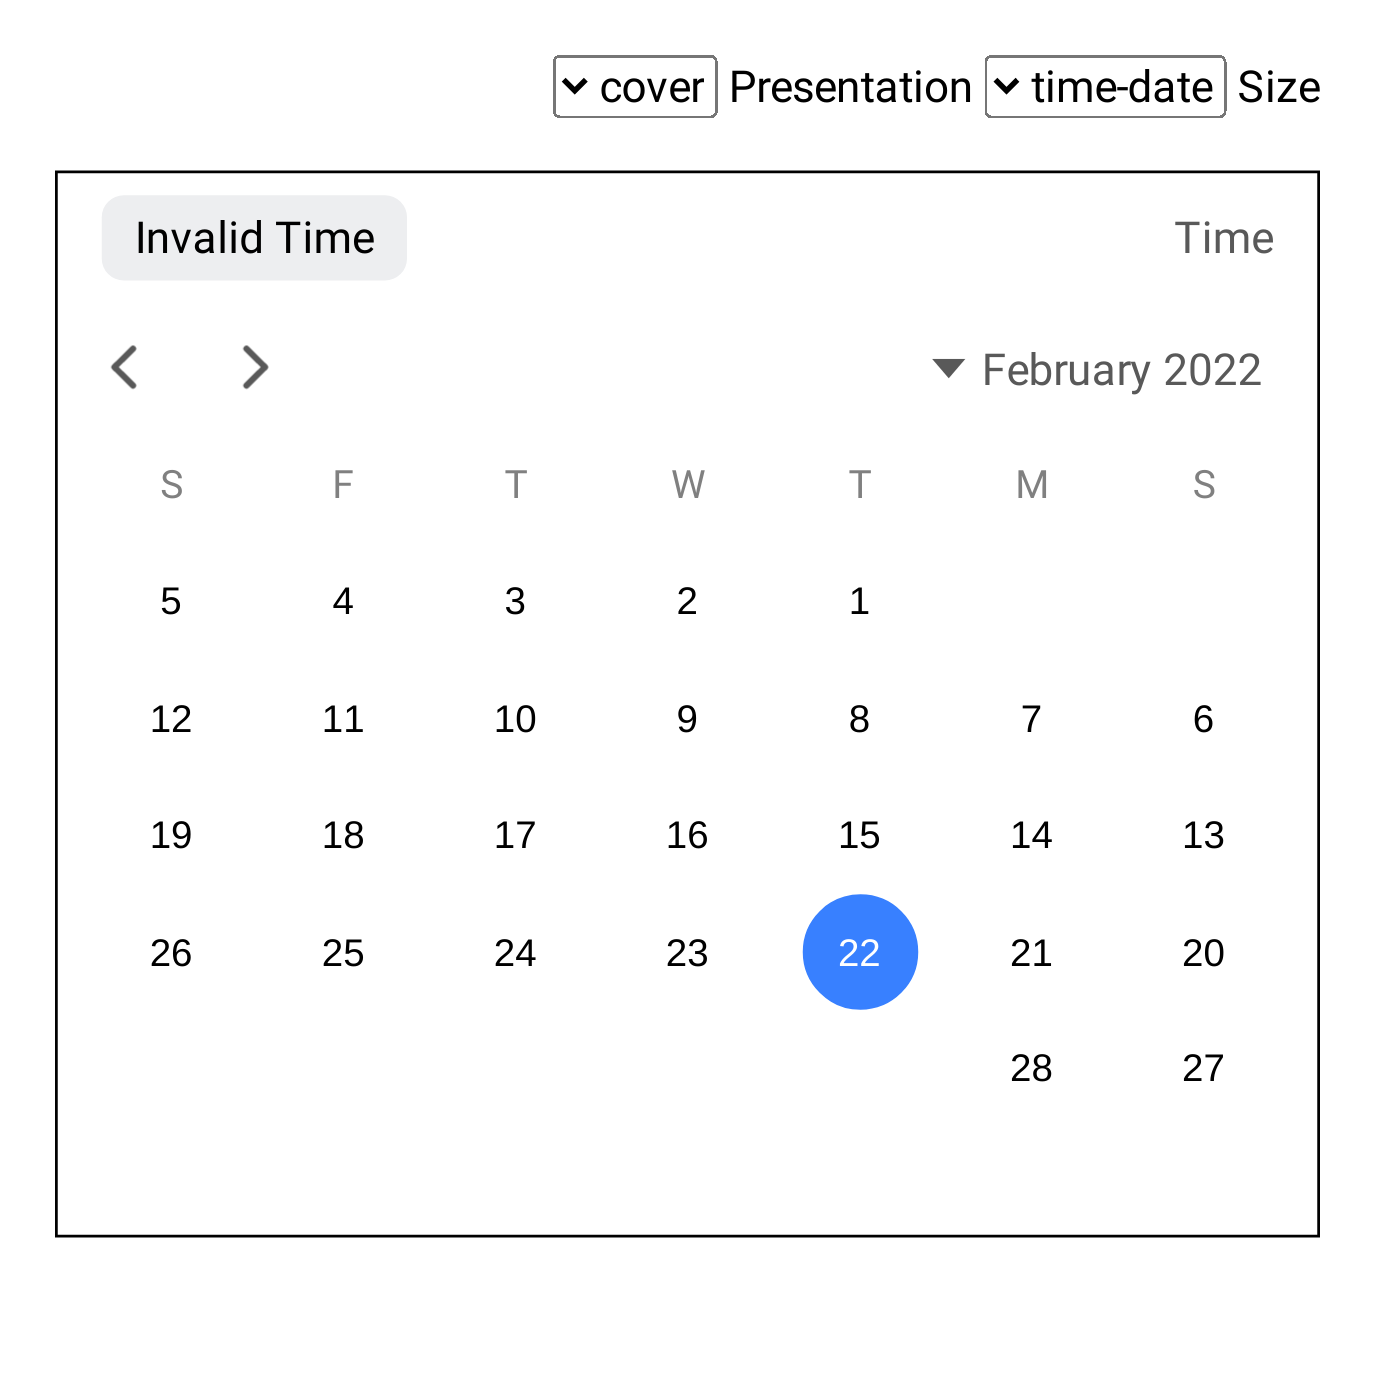 cover Presentation time-date Size
Invalid Time Time
February 2022
S F T W T M S
5 4 3 2 1
12 11 10 9 8 7 6
19 18 17 16 15 14 13
26 25 24 23 22 21 20
28 27